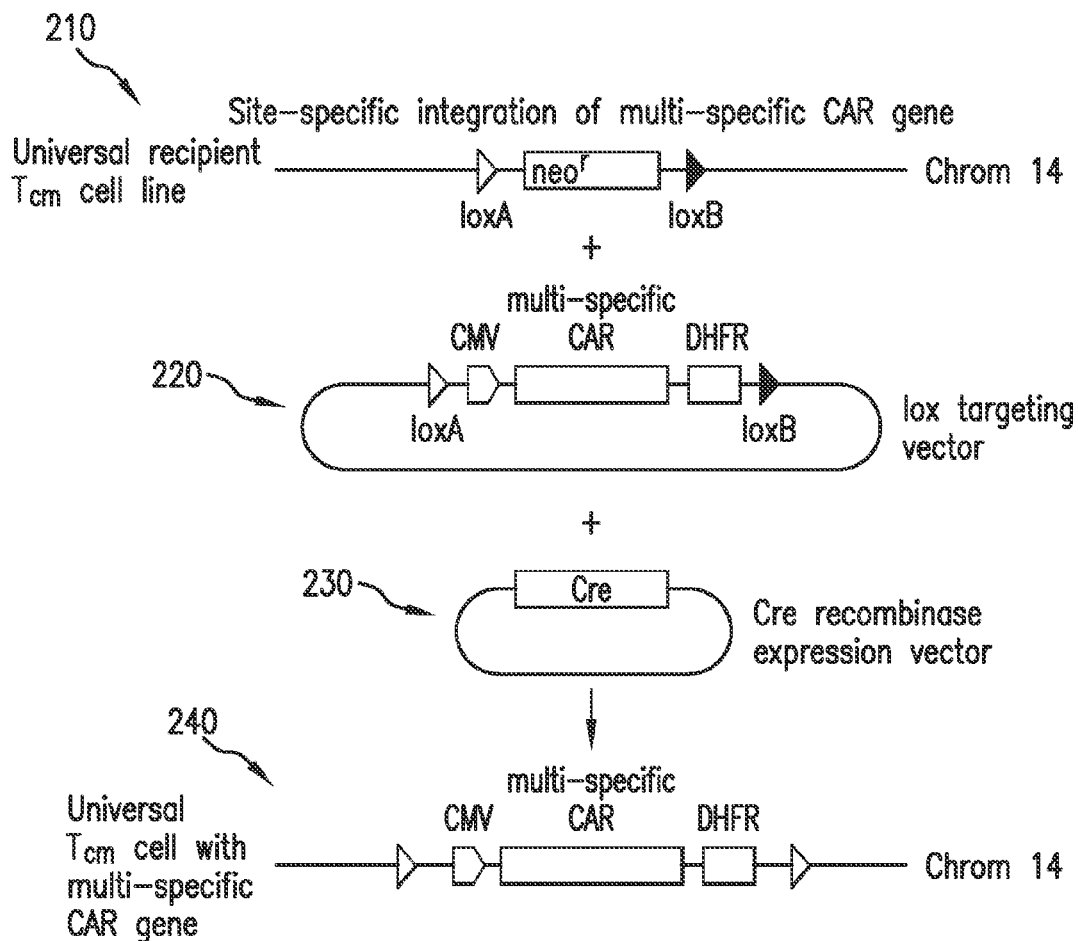 210
Site-specific integration of multi-specific CAR gene
Universal recipient
Tcm cell line
neoʳ
Chrom 14
loxA
loxB
+
multi-specific
CMV
CAR
DHFR
220
loxA
loxB
lox targeting
vector
+
230
Cre
Cre recombinase
expression vector
240
multi-specific
CMV
CAR
DHFR
Universal
Tcm cell with
multi-specific
CAR gene
Chrom 14